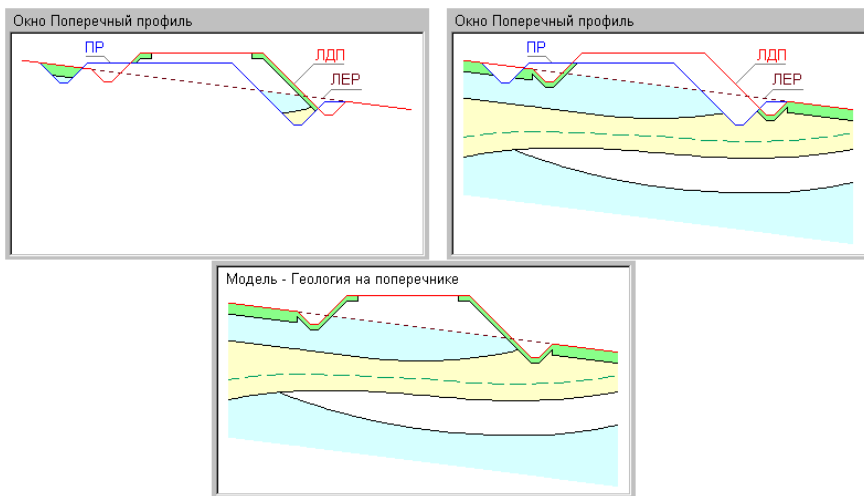 Окно Поперечный профиль
ПР
ЛДП
ЛЕР
Окно Поперечный профиль
ПР
ЛДП
ЛЕР
Модель - Геология на поперечнике